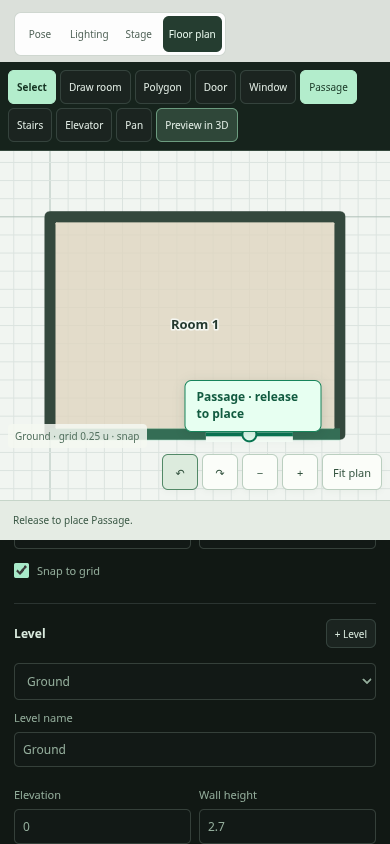 Pose Lighting Stage Floor plan
Select Draw room Polygon Door Window Passage
Stairs Elevator Pan Preview in 3D
Room 1
Passage · release
to place
Ground · grid 0.25 u · snap
↶ ↷ − + Fit plan
Release to place Passage.
Snap to grid
Level + Level
Ground
Level name
Ground
Elevation Wall height
0 2.7